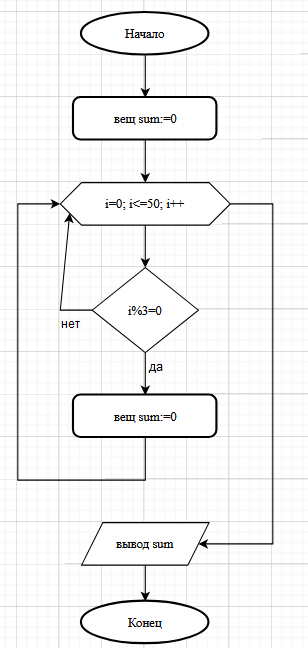 Начало
вещ sum:=0
i=0; i<=50; i++
i%3=0
нет
да
вещ sum:=0
вывод sum
Конец